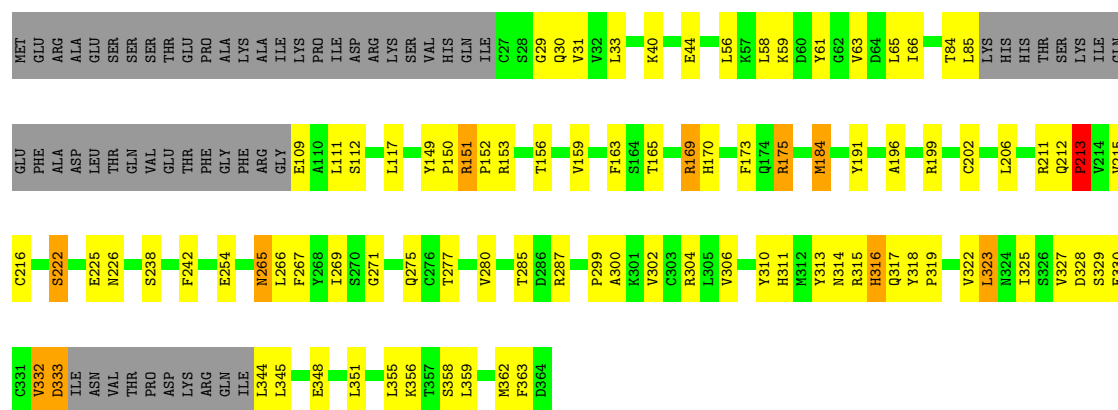 MET GLU ARG ALA GLU SER SER SER THR GLU PRO ALA LYS ALA ILE LYS PRO ILE ASP ARG LYS SER VAL HIS GLN ILE C27 S28 G29 Q30 V31 V32 L33 K40 E44 L56 K57 L58 K59 D60 Y61 G62 V63 D64 L65 I66 T84 L85 LYS HIS HIS THR SER LYS ILE GLN
GLU PHE ALA ASP LEU THR GLN VAL GLU THR PHE GLY PHE ARG GLY E109 A110 L111 S112 L117 Y149 P150 R151 P152 R153 T156 V159 F163 S164 T165 R169 H170 F173 Q174 R175 M184 Y191 A196 R199 C202 L206 R211 Q212 P213 V214 V215
C216 S222 E225 N226 S238 F242 E254 N265 L266 F267 Y268 I269 S270 G271 Q275 C276 T277 V280 T285 D286 R287 P299 A300 K301 V302 C303 R304 L305 V306 Y310 H311 M312 Y313 N314 R315 H316 Q317 Y318 P319 V322 L323 N324 I325 S326 V327 D328 S329 E330
C331 V332 D333 ILE ASN VAL THR PRO ASP LYS ARG GLN ILE L344 L345 E348 L351 L355 K356 T357 S358 L359 M362 F363 D364